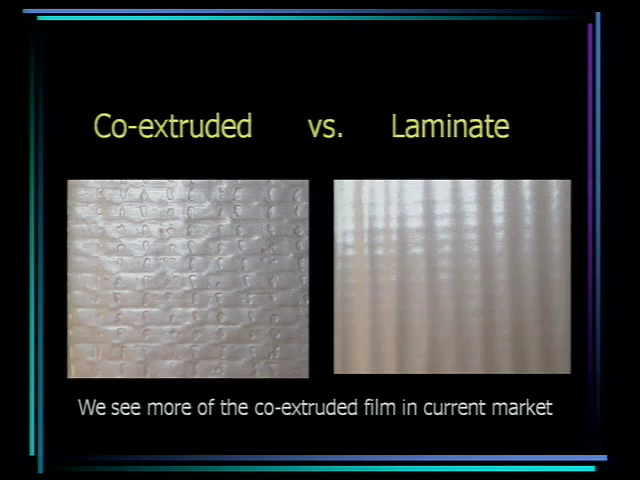 Co-extruded vs. Laminate
We see more of the co-extruded film in current market